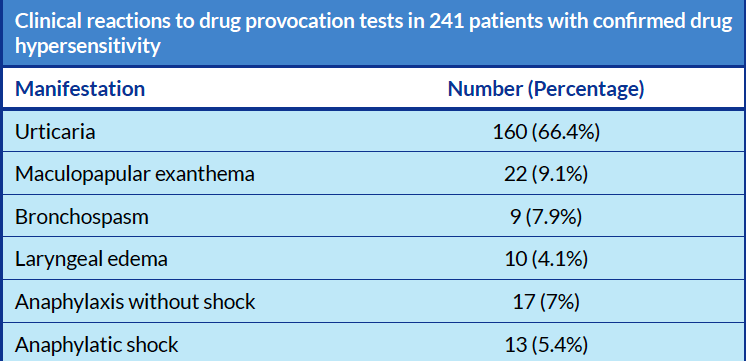 Clinical reactions to drug provocation tests in 241 patients with confirmed drug
hypersensitivity
Manifestation Number (Percentage)
Urticaria 160 (66.4%)
Maculopapular exanthema 22 (9.1%)
Bronchospasm 9 (7.9%)
Laryngeal edema 10 (4.1%)
Anaphylaxis without shock 17 (7%)
Anaphylatic shock 13 (5.4%)